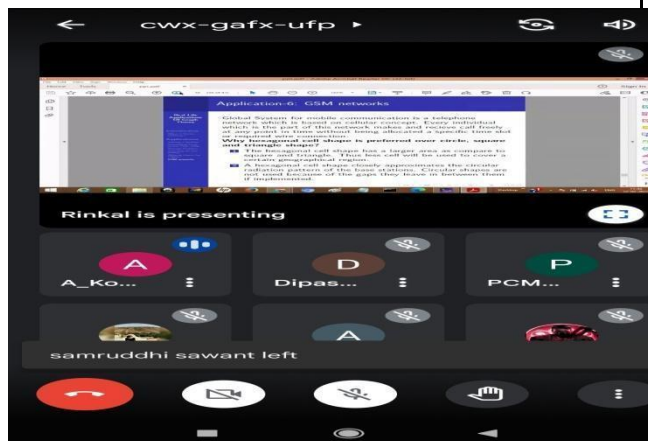 cwx-gafx-ufp
Home Tools
Sign In
Application-6: GSM networks
Global System for mobile communication is a telephone
network which is based on cellular concept. Every individual
which is the part of this network makes and recieve call freely
at any point in time without being allocated a specific time slot
or required wire connection.
Why hexagonal cell shape is preferred over circle, square
and triangle shape?
The hexagonal cell shape has a larger area as compare to
square and triangle. Thus less cell will be used to cover a
certain geographical region.
A hexagonal cell shape closely approximates the circular
radiation pattern of the base stations. Circular shapes are
not used because of the gaps they leave in between them
if implemented.
Rinkal is presenting
A
A_Ko...
D
Dipas...
P
PCM...
A
samruddhi sawant left